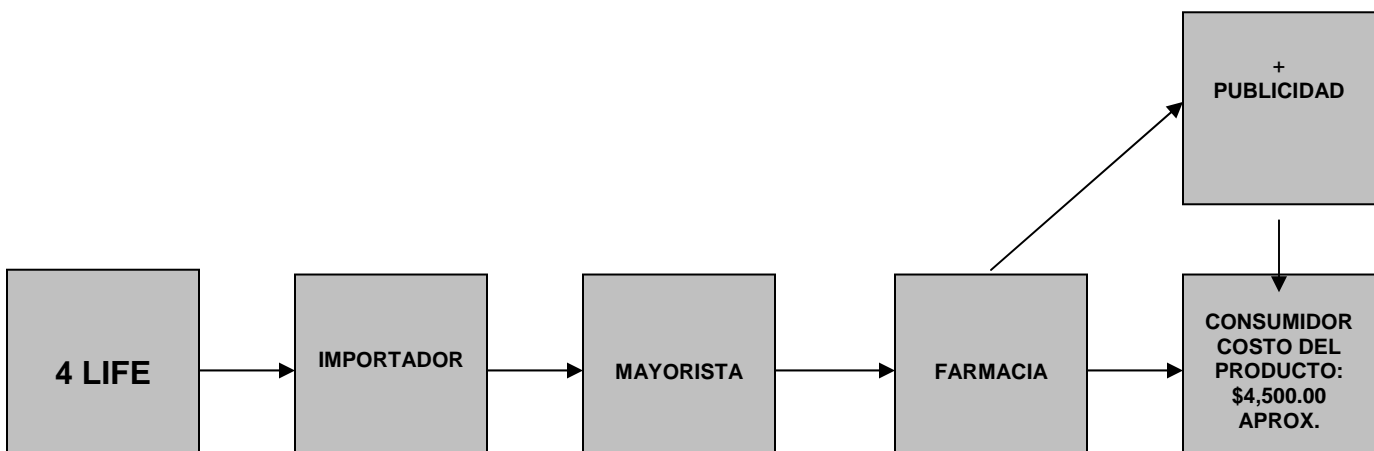 +
PUBLICIDAD
4 LIFE
IMPORTADOR
MAYORISTA
FARMACIA
CONSUMIDOR
COSTO DEL
PRODUCTO:
$4,500.00
APROX.